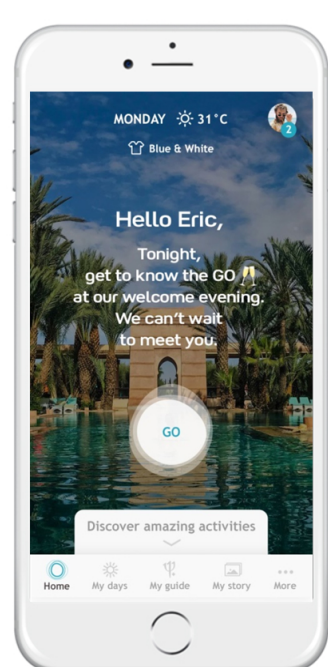 MONDAY 31°C
2
Blue & White
Hello Eric,
Tonight,
get to know the GO 🥂
at our welcome evening.
We can't wait
to meet you.
GO
Discover amazing activities
Home My days My guide My story More